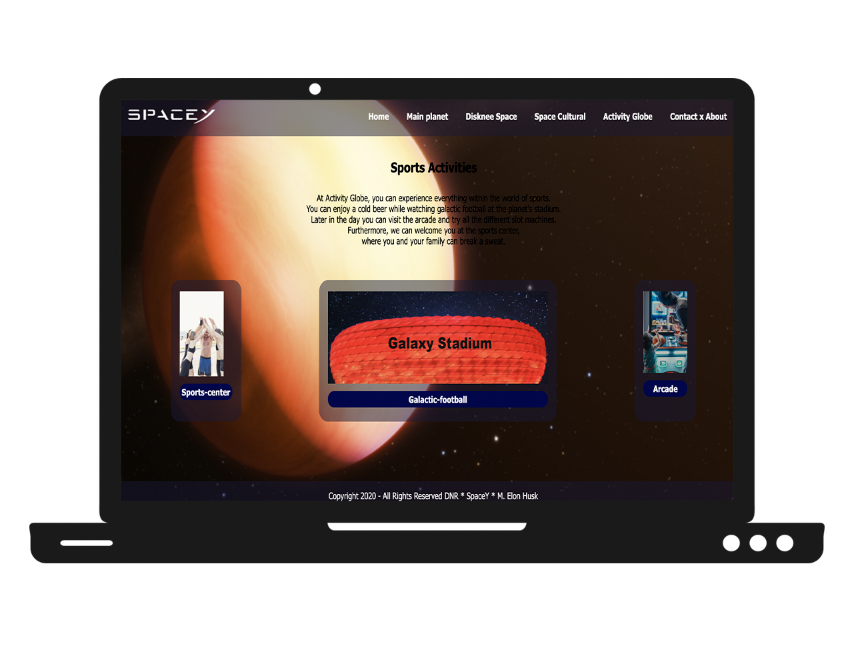 SPACEY
Home Main planet Disknee Space Space Cultural Activity Globe Contact x About
Sports Activities
At Activity Globe, you can experience everything within the world of sports.
You can enjoy a cold beer while watching galactic football at the planet's stadium.
Later in the day you can visit the arcade and try all the different slot machines.
Furthermore, we can welcome you at the sports center,
where you and your family can break a sweat.
Galaxy Stadium
Sports-center
Galactic-football
Arcade
Copyright 2020 - All Rights Reserved DNR * SpaceY * M. Elon Husk